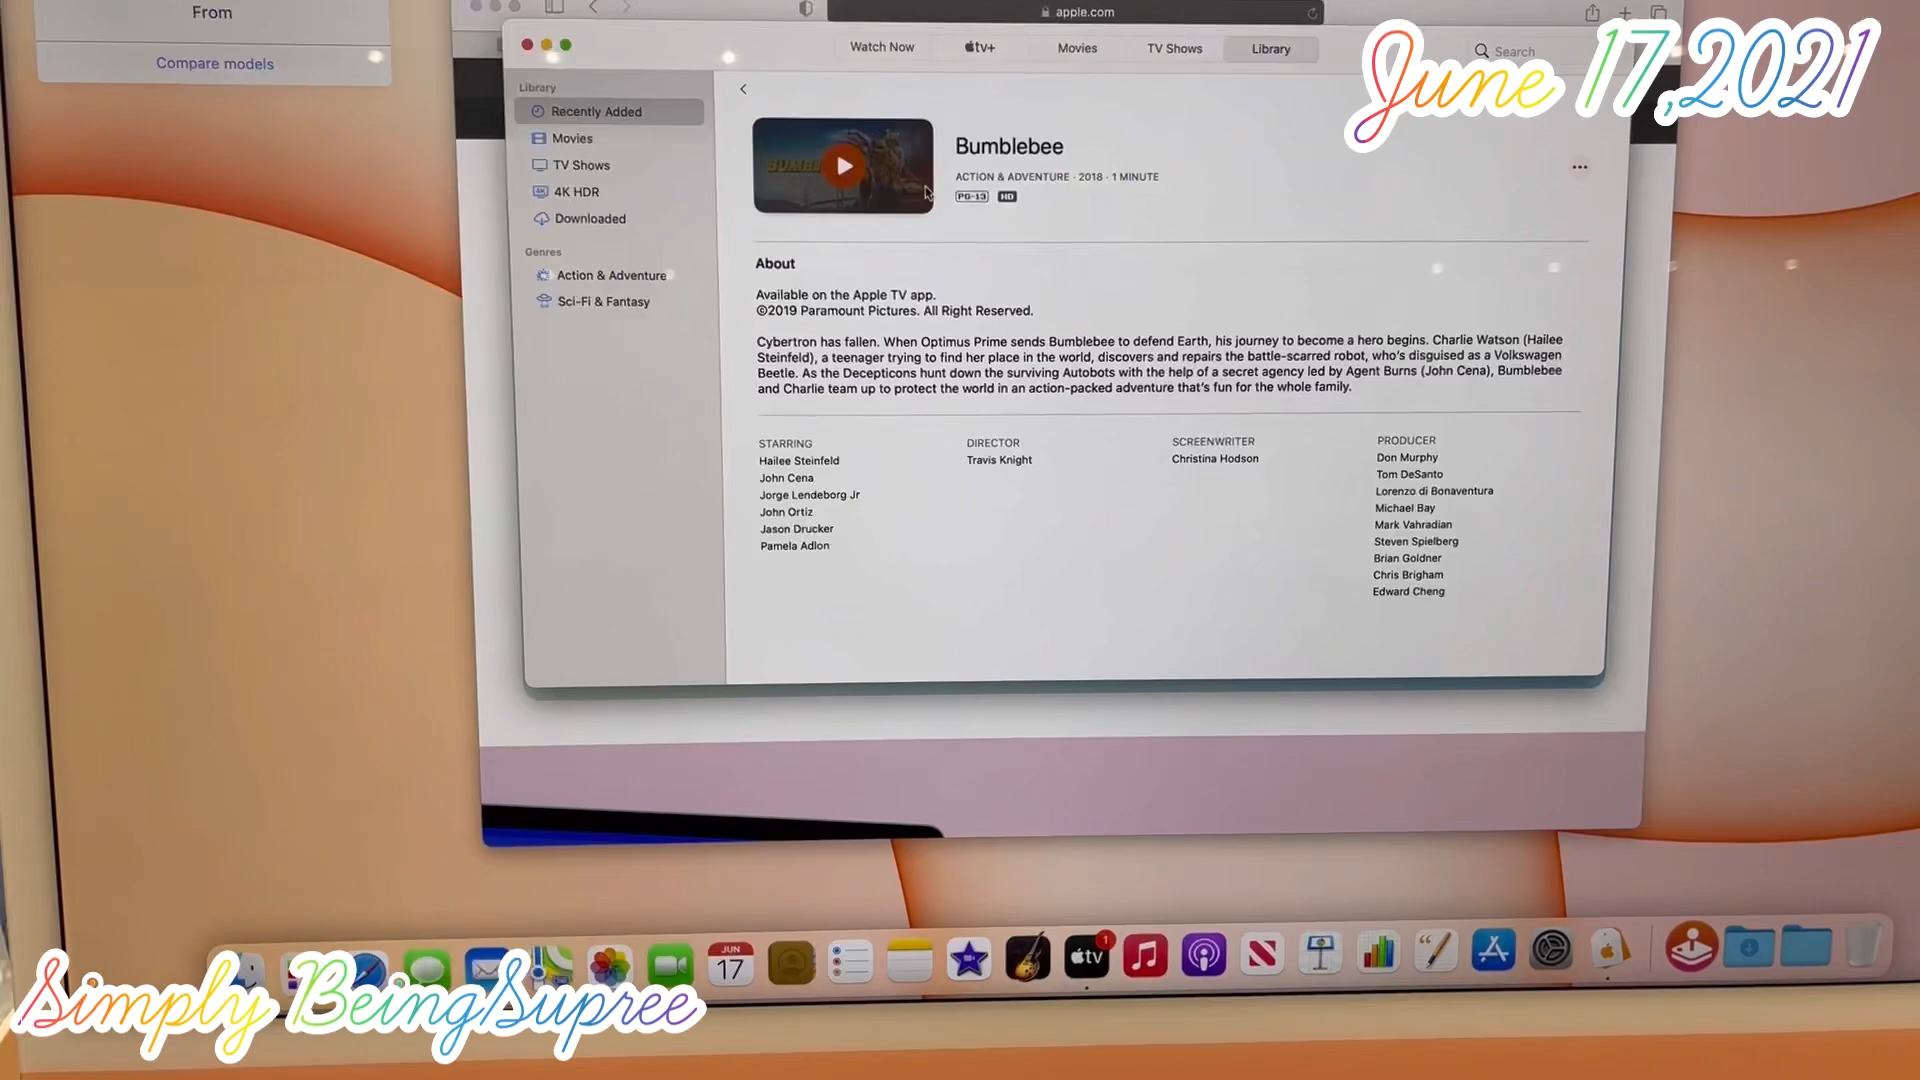 From
Compare models
apple.com
Watch Now
tv+
Movies
TV Shows
Library
Search
June 17,2021
Library
Recently Added
Movies
TV Shows
4K HDR
Downloaded
Genres
Action & Adventure
Sci-Fi & Fantasy
Bumblebee
ACTION & ADVENTURE · 2018 · 1 MINUTE
PG-13 HD
About
Available on the Apple TV app.
©2019 Paramount Pictures. All Right Reserved.
Cybertron has fallen. When Optimus Prime sends Bumblebee to defend Earth, his journey to become a hero begins. Charlie Watson (Hailee
Steinfeld), a teenager trying to find her place in the world, discovers and repairs the battle-scarred robot, who's disguised as a Volkswagen
Beetle. As the Decepticons hunt down the surviving Autobots with the help of a secret agency led by Agent Burns (John Cena), Bumblebee
and Charlie team up to protect the world in an action-packed adventure that's fun for the whole family.
STARRING
Hailee Steinfeld
John Cena
Jorge Lendeborg Jr
John Ortiz
Jason Drucker
Pamela Adlon
DIRECTOR
Travis Knight
SCREENWRITER
Christina Hodson
PRODUCER
Don Murphy
Tom DeSanto
Lorenzo di Bonaventura
Michael Bay
Mark Vahradian
Steven Spielberg
Brian Goldner
Chris Brigham
Edward Cheng
JUN
17
tv
1
Simply BeingSupree